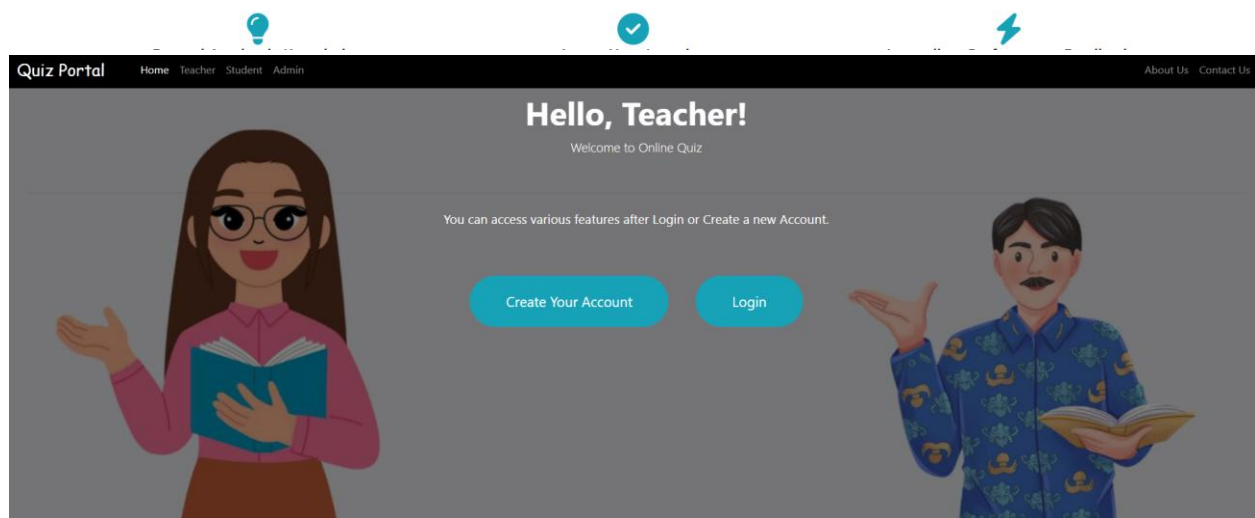 Quiz Portal Home Teacher Student Admin About Us Contact Us
Hello, Teacher!
Welcome to Online Quiz
You can access various features after Login or Create a new Account.
Create Your Account Login